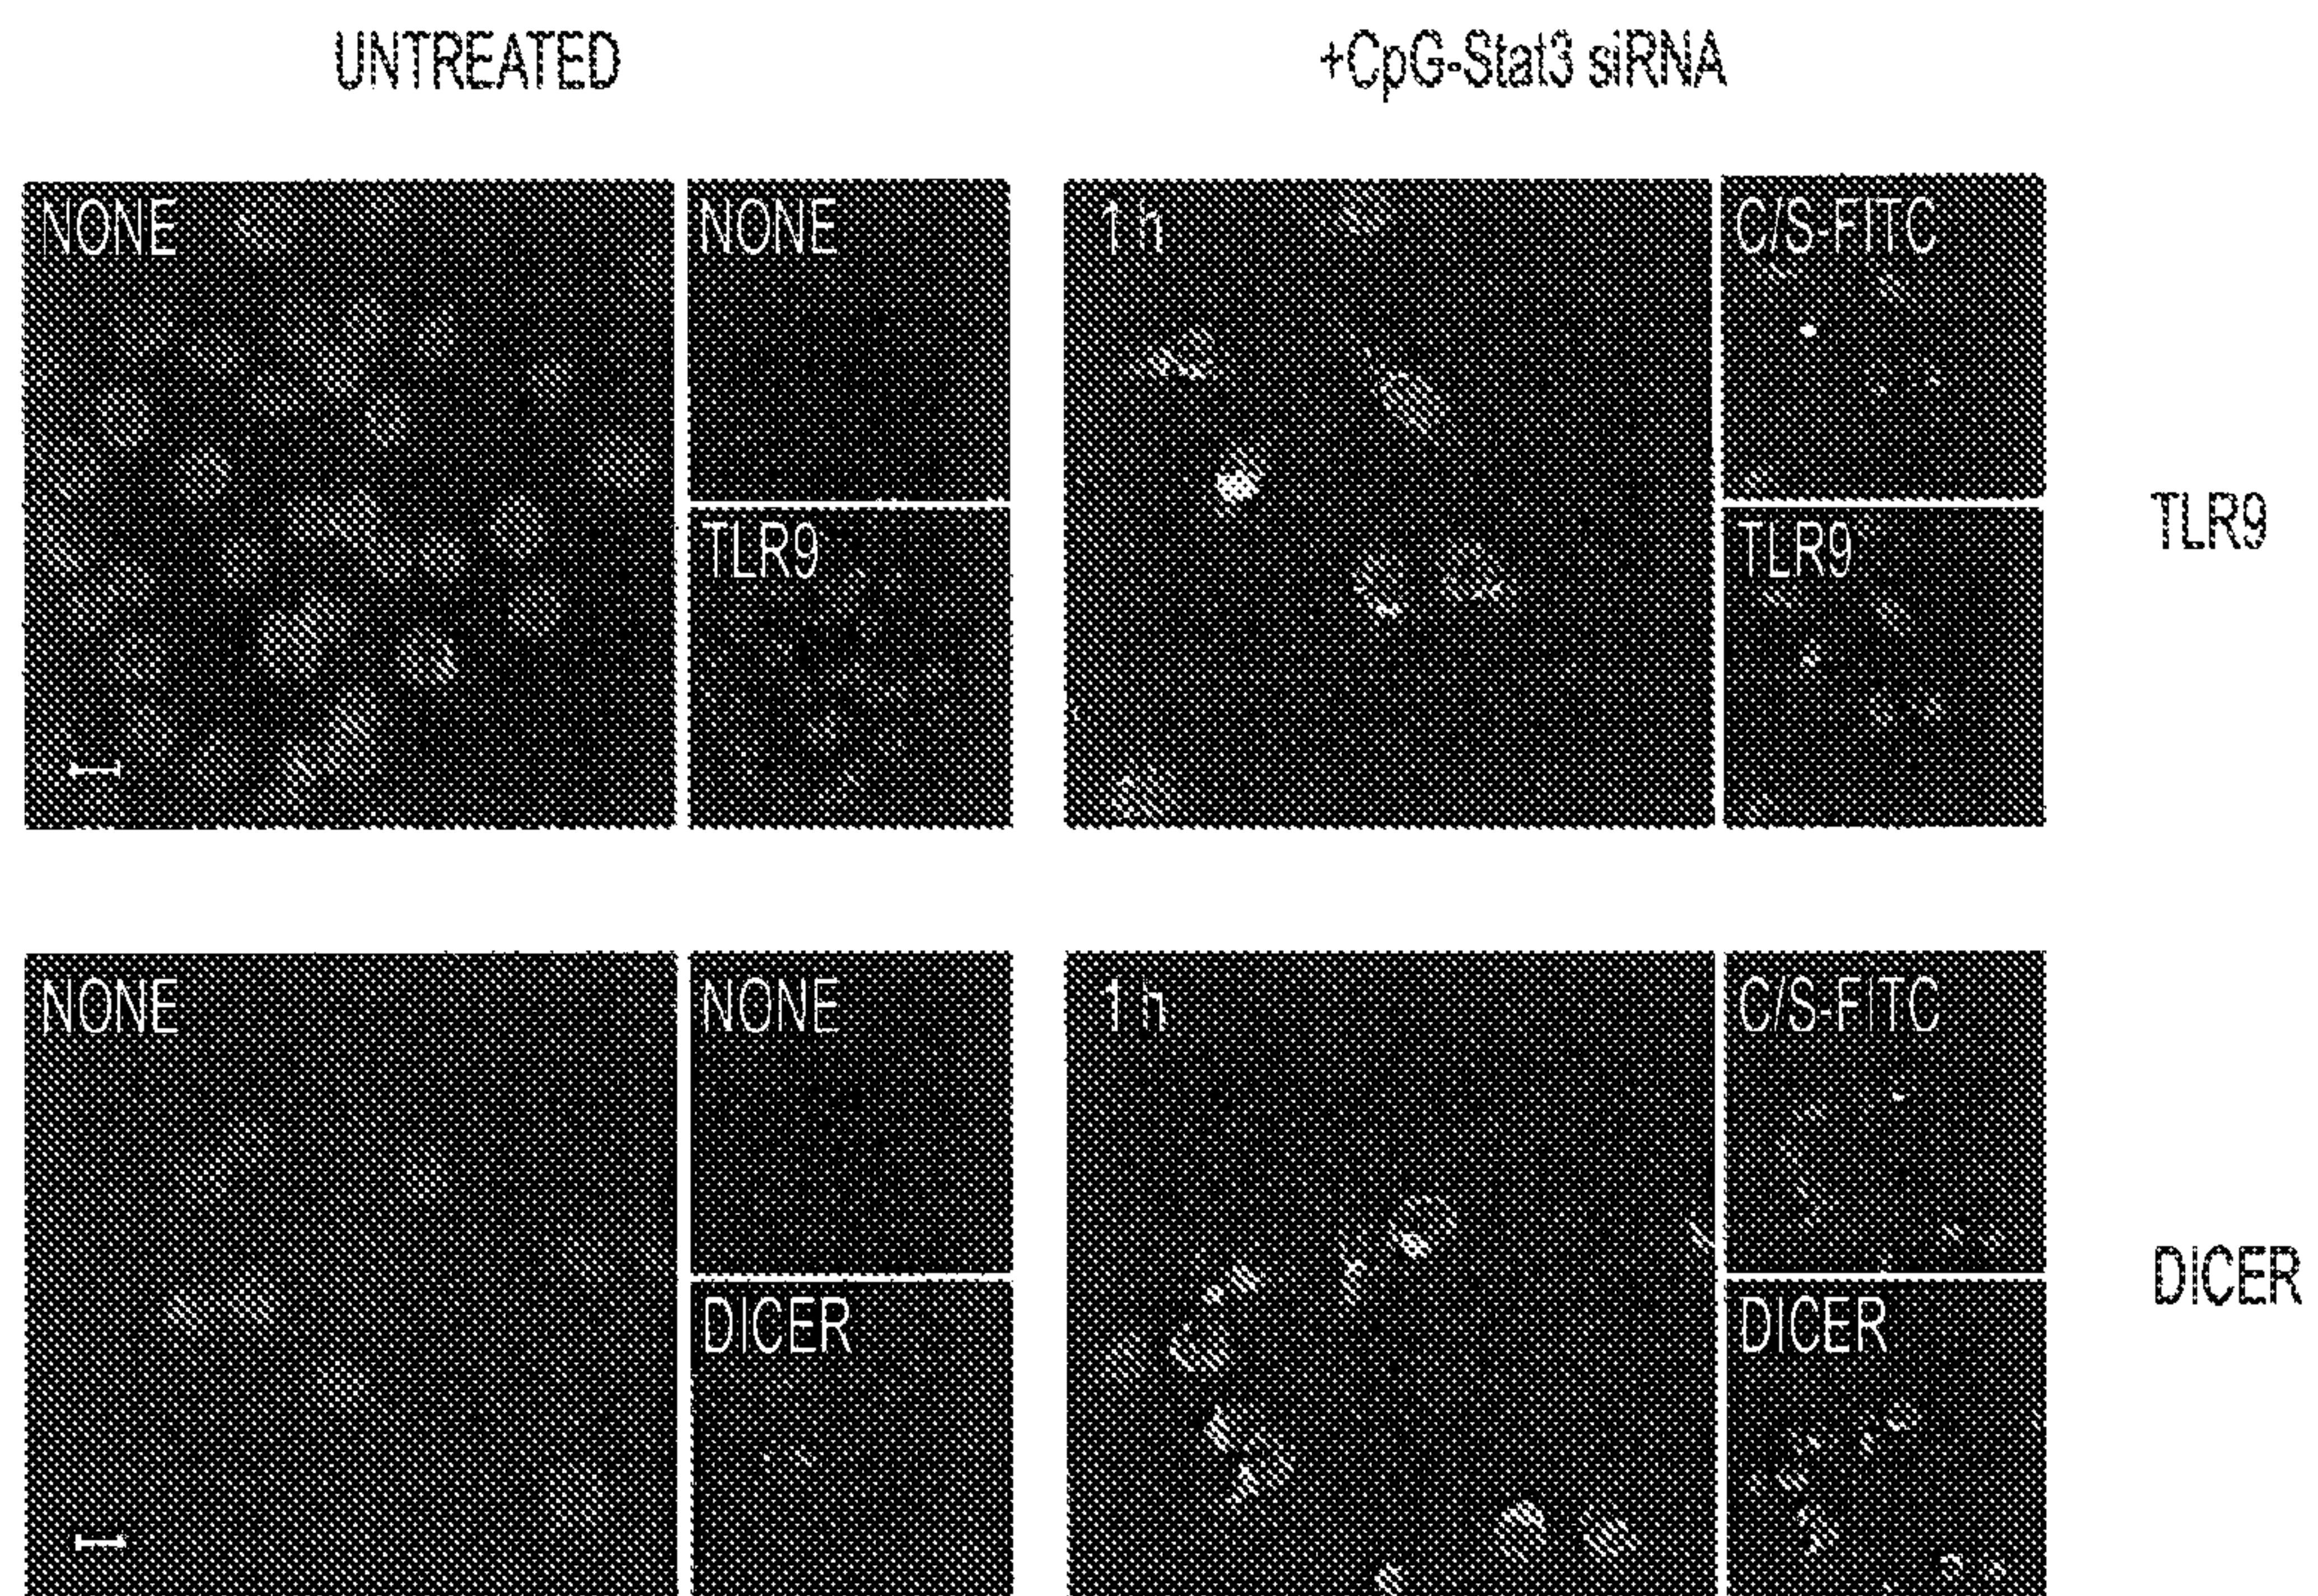 UNTREATED
+CpG-Stat3 siRNA
NONE
NONE
1 h
C/S-FITC
TLR9
TLR9
TLR9
NONE
NONE
1 h
C/S-FITC
DICER
DICER
DICER